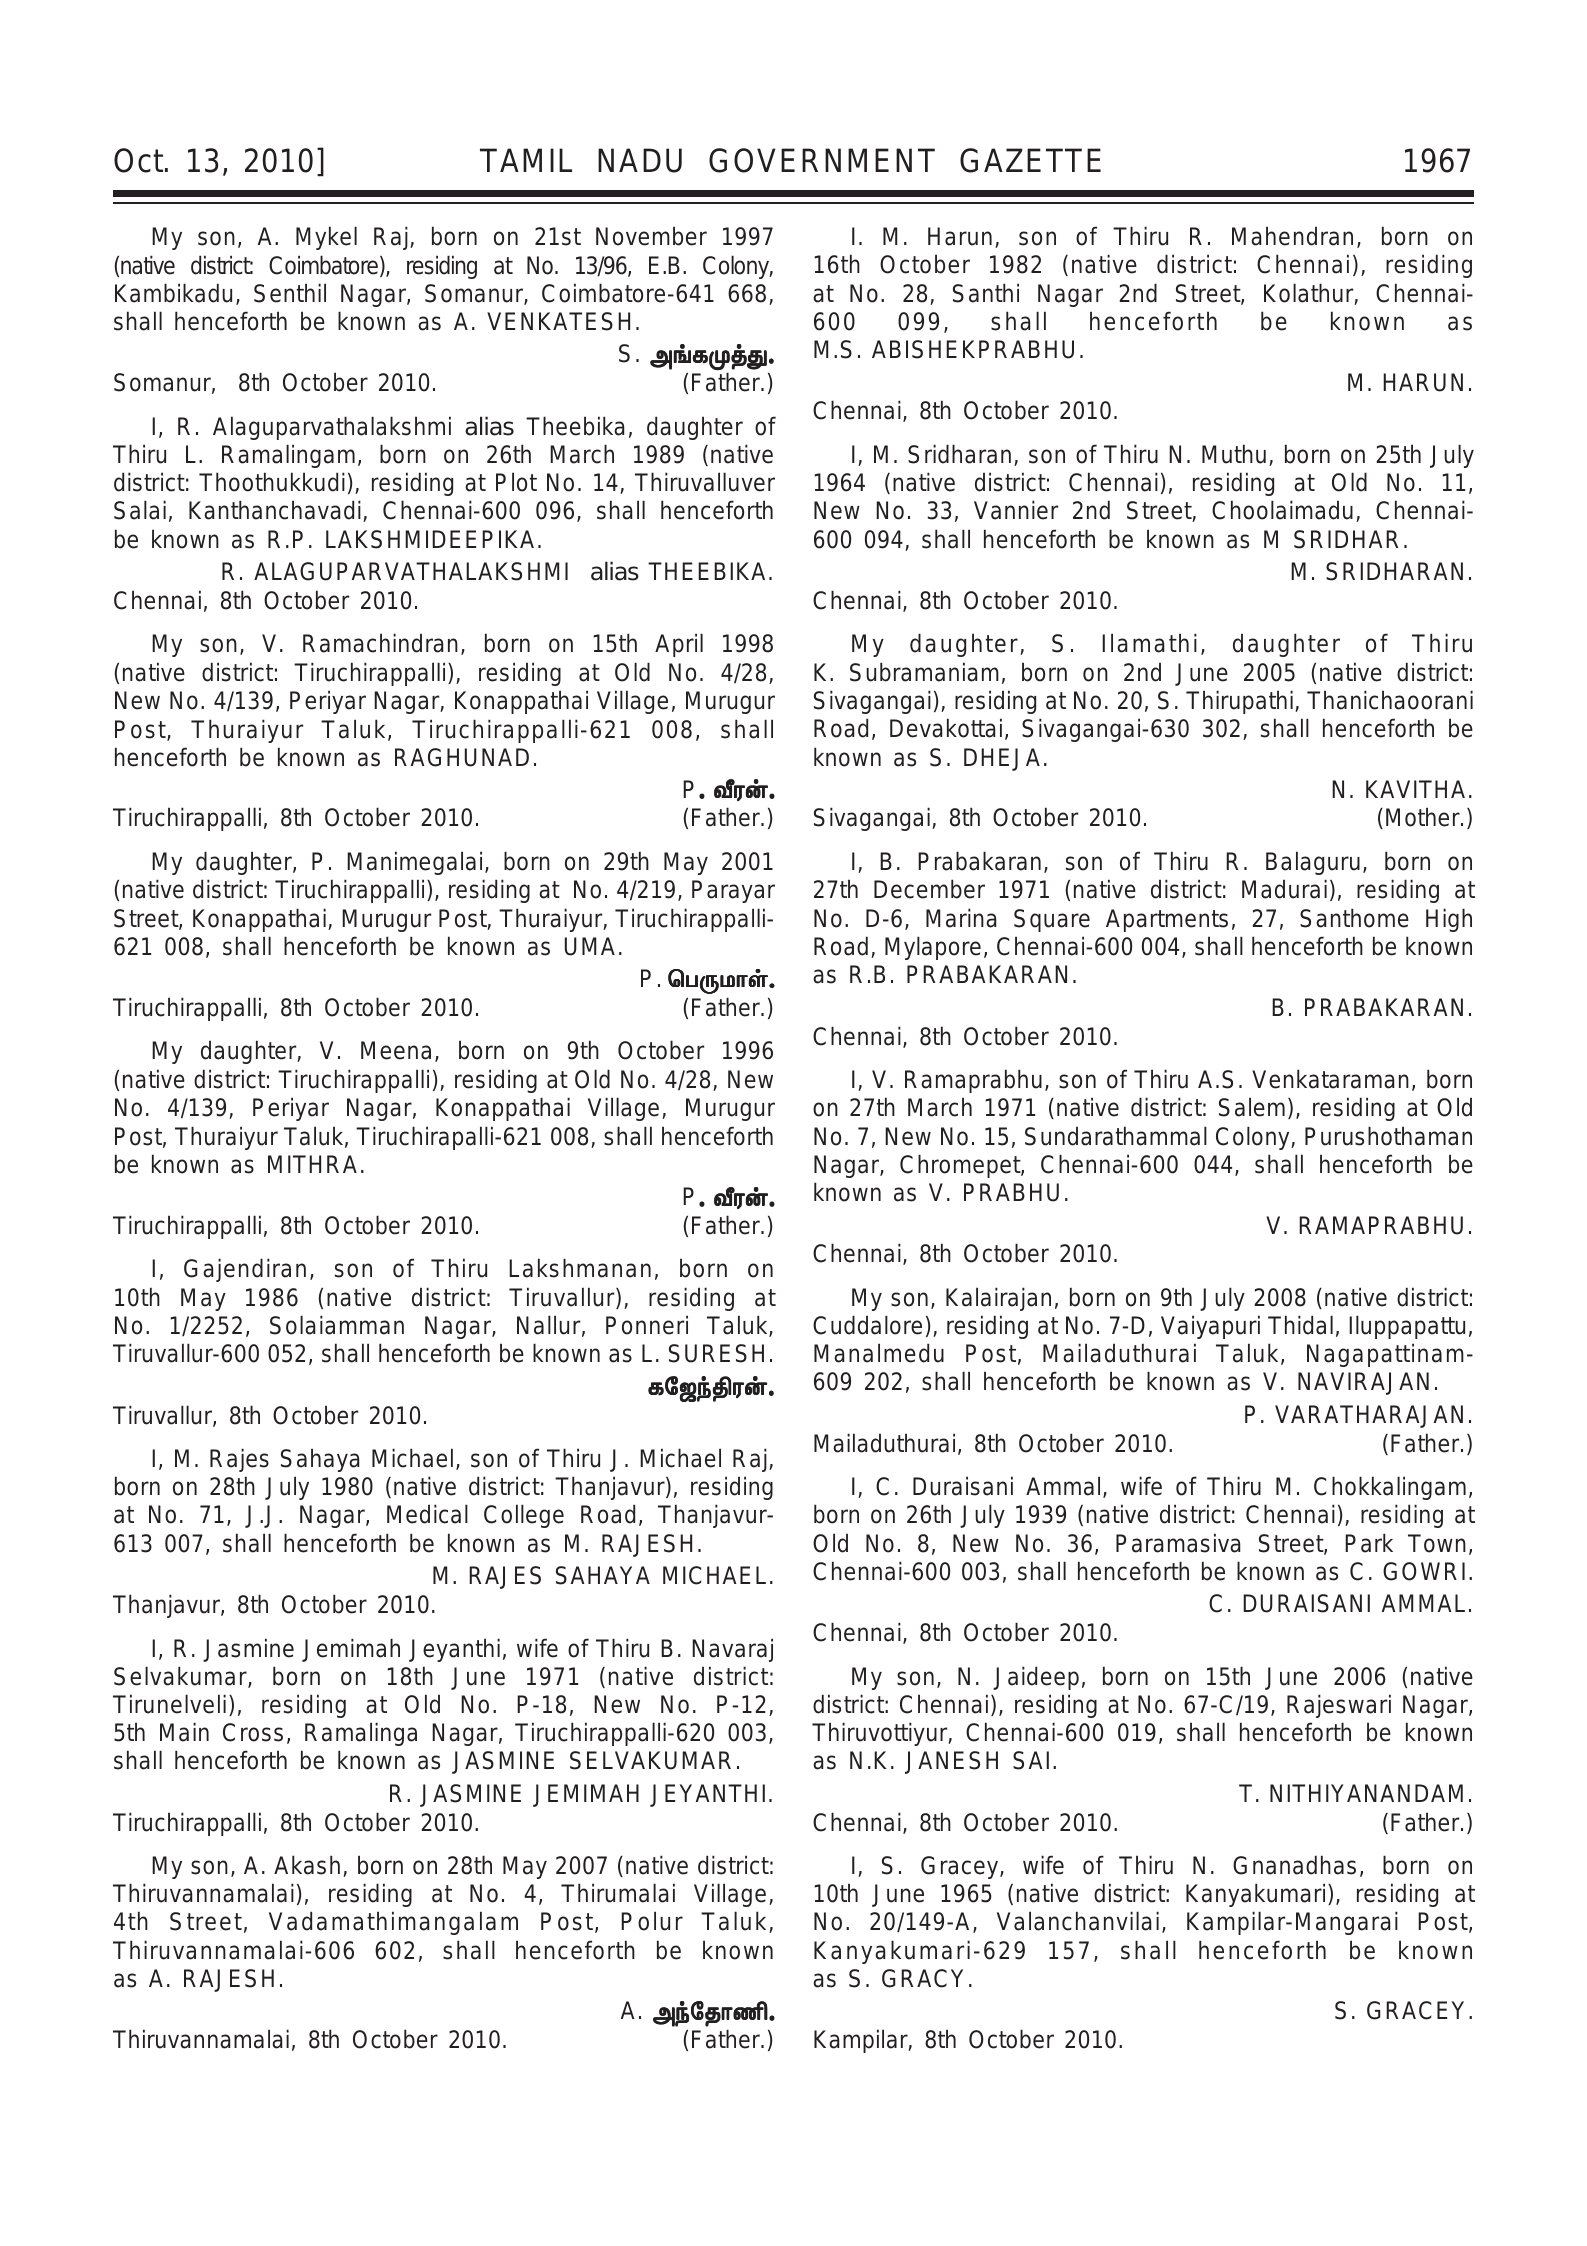 Oct. 13, 2010] TAMIL NADU GOVERNMENT GAZETTE 1967
My son, A. Mykel Raj, born on 21st November 1997
(native district: Coimbatore), residing at No. 13/96, E.B. Colony,
Kambikadu, Senthil Nagar, Somanur, Coimbatore-641 668,
shall henceforth be known as A. VENKATESH.
S. அங்கமுத்து.
Somanur, 8th October 2010. (Father.)
I, R. Alaguparvathalakshmi alias Theebika, daughter of
Thiru L. Ramalingam, born on 26th March 1989 (native
district: Thoothukkudi), residing at Plot No. 14, Thiruvalluver
Salai, Kanthanchavadi, Chennai-600 096, shall henceforth
be known as R.P. LAKSHMIDEEPIKA.
R. ALAGUPARVATHALAKSHMI alias THEEBIKA.
Chennai, 8th October 2010.
My son, V. Ramachindran, born on 15th April 1998
(native district: Tiruchirappalli), residing at Old No. 4/28,
New No. 4/139, Periyar Nagar, Konappathai Village, Murugur
Post, Thuraiyur Taluk, Tiruchirappalli-621 008, shall
henceforth be known as RAGHUNAD.
P. வீரன்.
Tiruchirappalli, 8th October 2010. (Father.)
My daughter, P. Manimegalai, born on 29th May 2001
(native district: Tiruchirappalli), residing at No. 4/219, Parayar
Street, Konappathai, Murugur Post, Thuraiyur, Tiruchirappalli-
621 008, shall henceforth be known as UMA.
P. பெருமாள்.
Tiruchirappalli, 8th October 2010. (Father.)
My daughter, V. Meena, born on 9th October 1996
(native district: Tiruchirappalli), residing at Old No. 4/28, New
No. 4/139, Periyar Nagar, Konappathai Village, Murugur
Post, Thuraiyur Taluk, Tiruchirapalli-621 008, shall henceforth
be known as MITHRA.
P. வீரன்.
Tiruchirappalli, 8th October 2010. (Father.)
I, Gajendiran, son of Thiru Lakshmanan, born on
10th May 1986 (native district: Tiruvallur), residing at
No. 1/2252, Solaiamman Nagar, Nallur, Ponneri Taluk,
Tiruvallur-600 052, shall henceforth be known as L. SURESH.
கஜேந்திரன்.
Tiruvallur, 8th October 2010.
I, M. Rajes Sahaya Michael, son of Thiru J. Michael Raj,
born on 28th July 1980 (native district: Thanjavur), residing
at No. 71, J.J. Nagar, Medical College Road, Thanjavur-
613 007, shall henceforth be known as M. RAJESH.
M. RAJES SAHAYA MICHAEL.
Thanjavur, 8th October 2010.
I, R. Jasmine Jemimah Jeyanthi, wife of Thiru B. Navaraj
Selvakumar, born on 18th June 1971 (native district:
Tirunelveli), residing at Old No. P-18, New No. P-12,
5th Main Cross, Ramalinga Nagar, Tiruchirappalli-620 003,
shall henceforth be known as JASMINE SELVAKUMAR.
R. JASMINE JEMIMAH JEYANTHI.
Tiruchirappalli, 8th October 2010.
My son, A. Akash, born on 28th May 2007 (native district:
Thiruvannamalai), residing at No. 4, Thirumalai Village,
4th Street, Vadamathimangalam Post, Polur Taluk,
Thiruvannamalai-606 602, shall henceforth be known
as A. RAJESH.
A. அந்தோணி.
Thiruvannamalai, 8th October 2010. (Father.)
I. M. Harun, son of Thiru R. Mahendran, born on
16th October 1982 (native district: Chennai), residing
at No. 28, Santhi Nagar 2nd Street, Kolathur, Chennai-
600 099, shall henceforth be known as
M.S. ABISHEKPRABHU.
M. HARUN.
Chennai, 8th October 2010.
I, M. Sridharan, son of Thiru N. Muthu, born on 25th July
1964 (native district: Chennai), residing at Old No. 11,
New No. 33, Vannier 2nd Street, Choolaimadu, Chennai-
600 094, shall henceforth be known as M SRIDHAR.
M. SRIDHARAN.
Chennai, 8th October 2010.
My daughter, S. Ilamathi, daughter of Thiru
K. Subramaniam, born on 2nd June 2005 (native district:
Sivagangai), residing at No. 20, S. Thirupathi, Thanichaoorani
Road, Devakottai, Sivagangai-630 302, shall henceforth be
known as S. DHEJA.
N. KAVITHA.
Sivagangai, 8th October 2010. (Mother.)
I, B. Prabakaran, son of Thiru R. Balaguru, born on
27th December 1971 (native district: Madurai), residing at
No. D-6, Marina Square Apartments, 27, Santhome High
Road, Mylapore, Chennai-600 004, shall henceforth be known
as R.B. PRABAKARAN.
B. PRABAKARAN.
Chennai, 8th October 2010.
I, V. Ramaprabhu, son of Thiru A.S. Venkataraman, born
on 27th March 1971 (native district: Salem), residing at Old
No. 7, New No. 15, Sundarathammal Colony, Purushothaman
Nagar, Chromepet, Chennai-600 044, shall henceforth be
known as V. PRABHU.
V. RAMAPRABHU.
Chennai, 8th October 2010.
My son, Kalairajan, born on 9th July 2008 (native district:
Cuddalore), residing at No. 7-D, Vaiyapuri Thidal, Iluppapattu,
Manalmedu Post, Mailaduthurai Taluk, Nagapattinam-
609 202, shall henceforth be known as V. NAVIRAJAN.
P. VARATHARAJAN.
Mailaduthurai, 8th October 2010. (Father.)
I, C. Duraisani Ammal, wife of Thiru M. Chokkalingam,
born on 26th July 1939 (native district: Chennai), residing at
Old No. 8, New No. 36, Paramasiva Street, Park Town,
Chennai-600 003, shall henceforth be known as C. GOWRI.
C. DURAISANI AMMAL.
Chennai, 8th October 2010.
My son, N. Jaideep, born on 15th June 2006 (native
district: Chennai), residing at No. 67-C/19, Rajeswari Nagar,
Thiruvottiyur, Chennai-600 019, shall henceforth be known
as N.K. JANESH SAI.
T. NITHIYANANDAM.
Chennai, 8th October 2010. (Father.)
I, S. Gracey, wife of Thiru N. Gnanadhas, born on
10th June 1965 (native district: Kanyakumari), residing at
No. 20/149-A, Valanchanvilai, Kampilar-Mangarai Post,
Kanyakumari-629 157, shall henceforth be known
as S. GRACY.
S. GRACEY.
Kampilar, 8th October 2010.